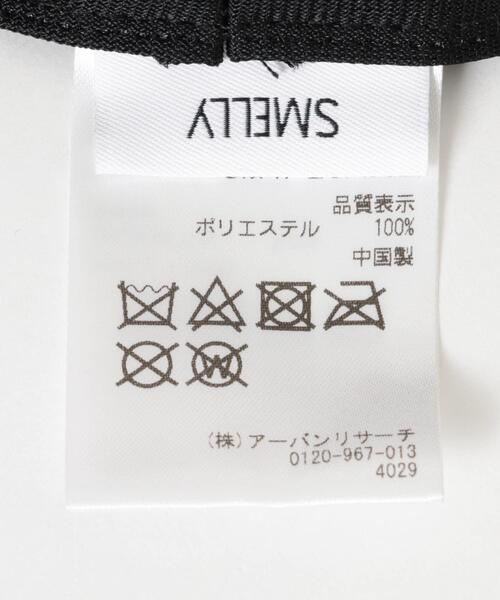 SMELLY
品質表示
ポリエステル 100%
中国製
W
(株)アーバンリサーチ
0120-967-013
4029